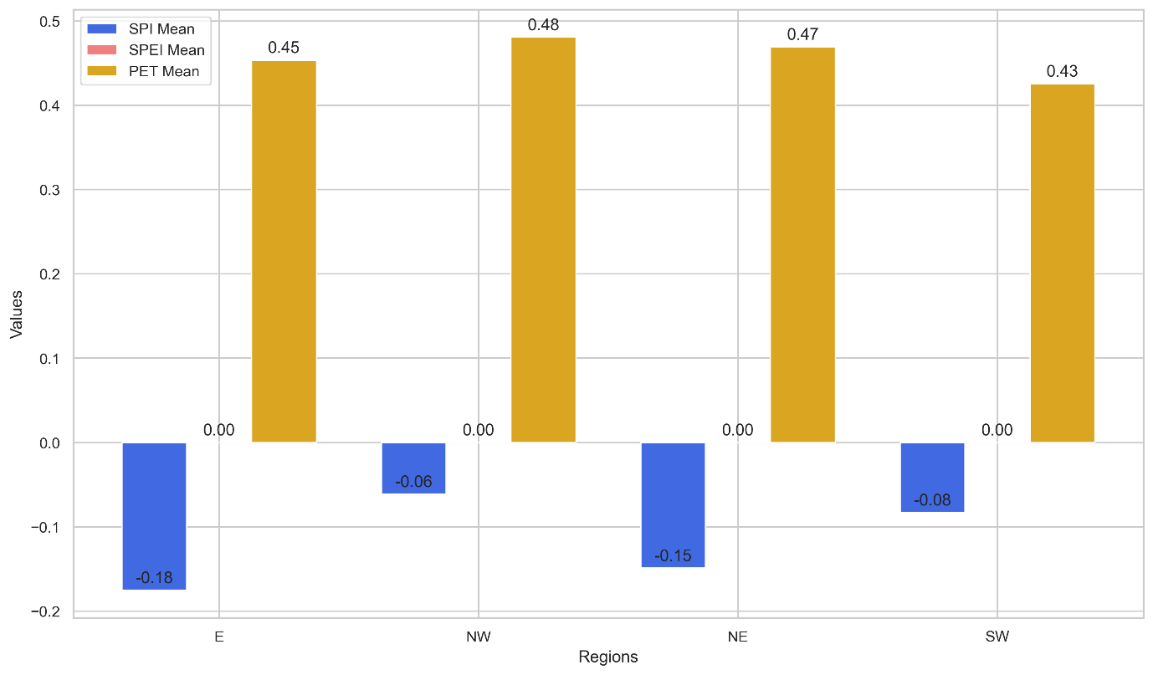 SPI Mean
SPEI Mean
PET Mean
0.5
0.4
0.3
0.2
0.1
0.0
−0.1
−0.2
Values
0.45
0.48
0.47
0.43
0.00
0.00
0.00
0.00
-0.18
-0.06
-0.15
-0.08
E
NW
NE
SW
Regions